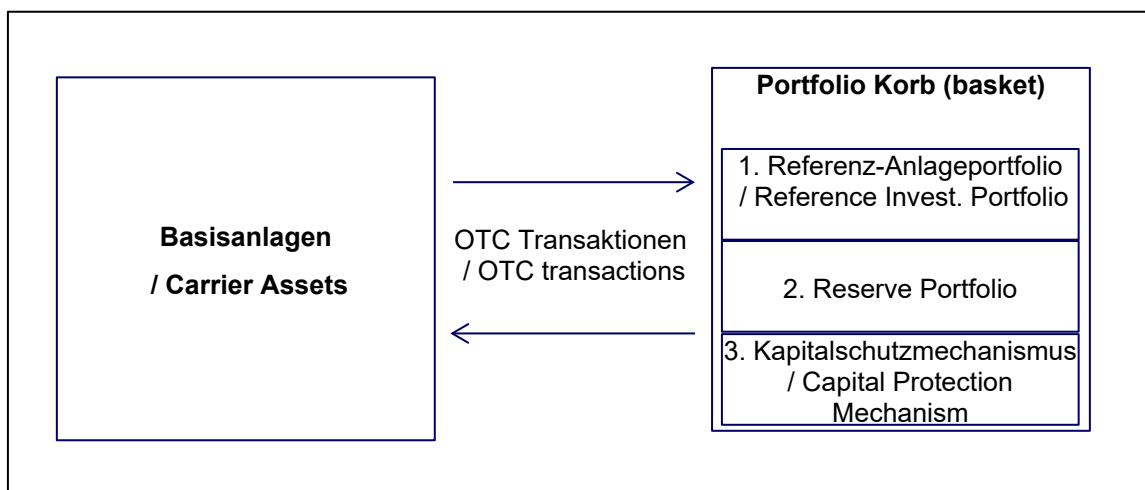 Basisanlagen
/ Carrier Assets
OTC Transaktionen
/ OTC transactions
Portfolio Korb (basket)
1. Referenz-Anlageportfolio
/ Reference Invest. Portfolio
2. Reserve Portfolio
3. Kapitalschutzmechanismus
/ Capital Protection
Mechanism